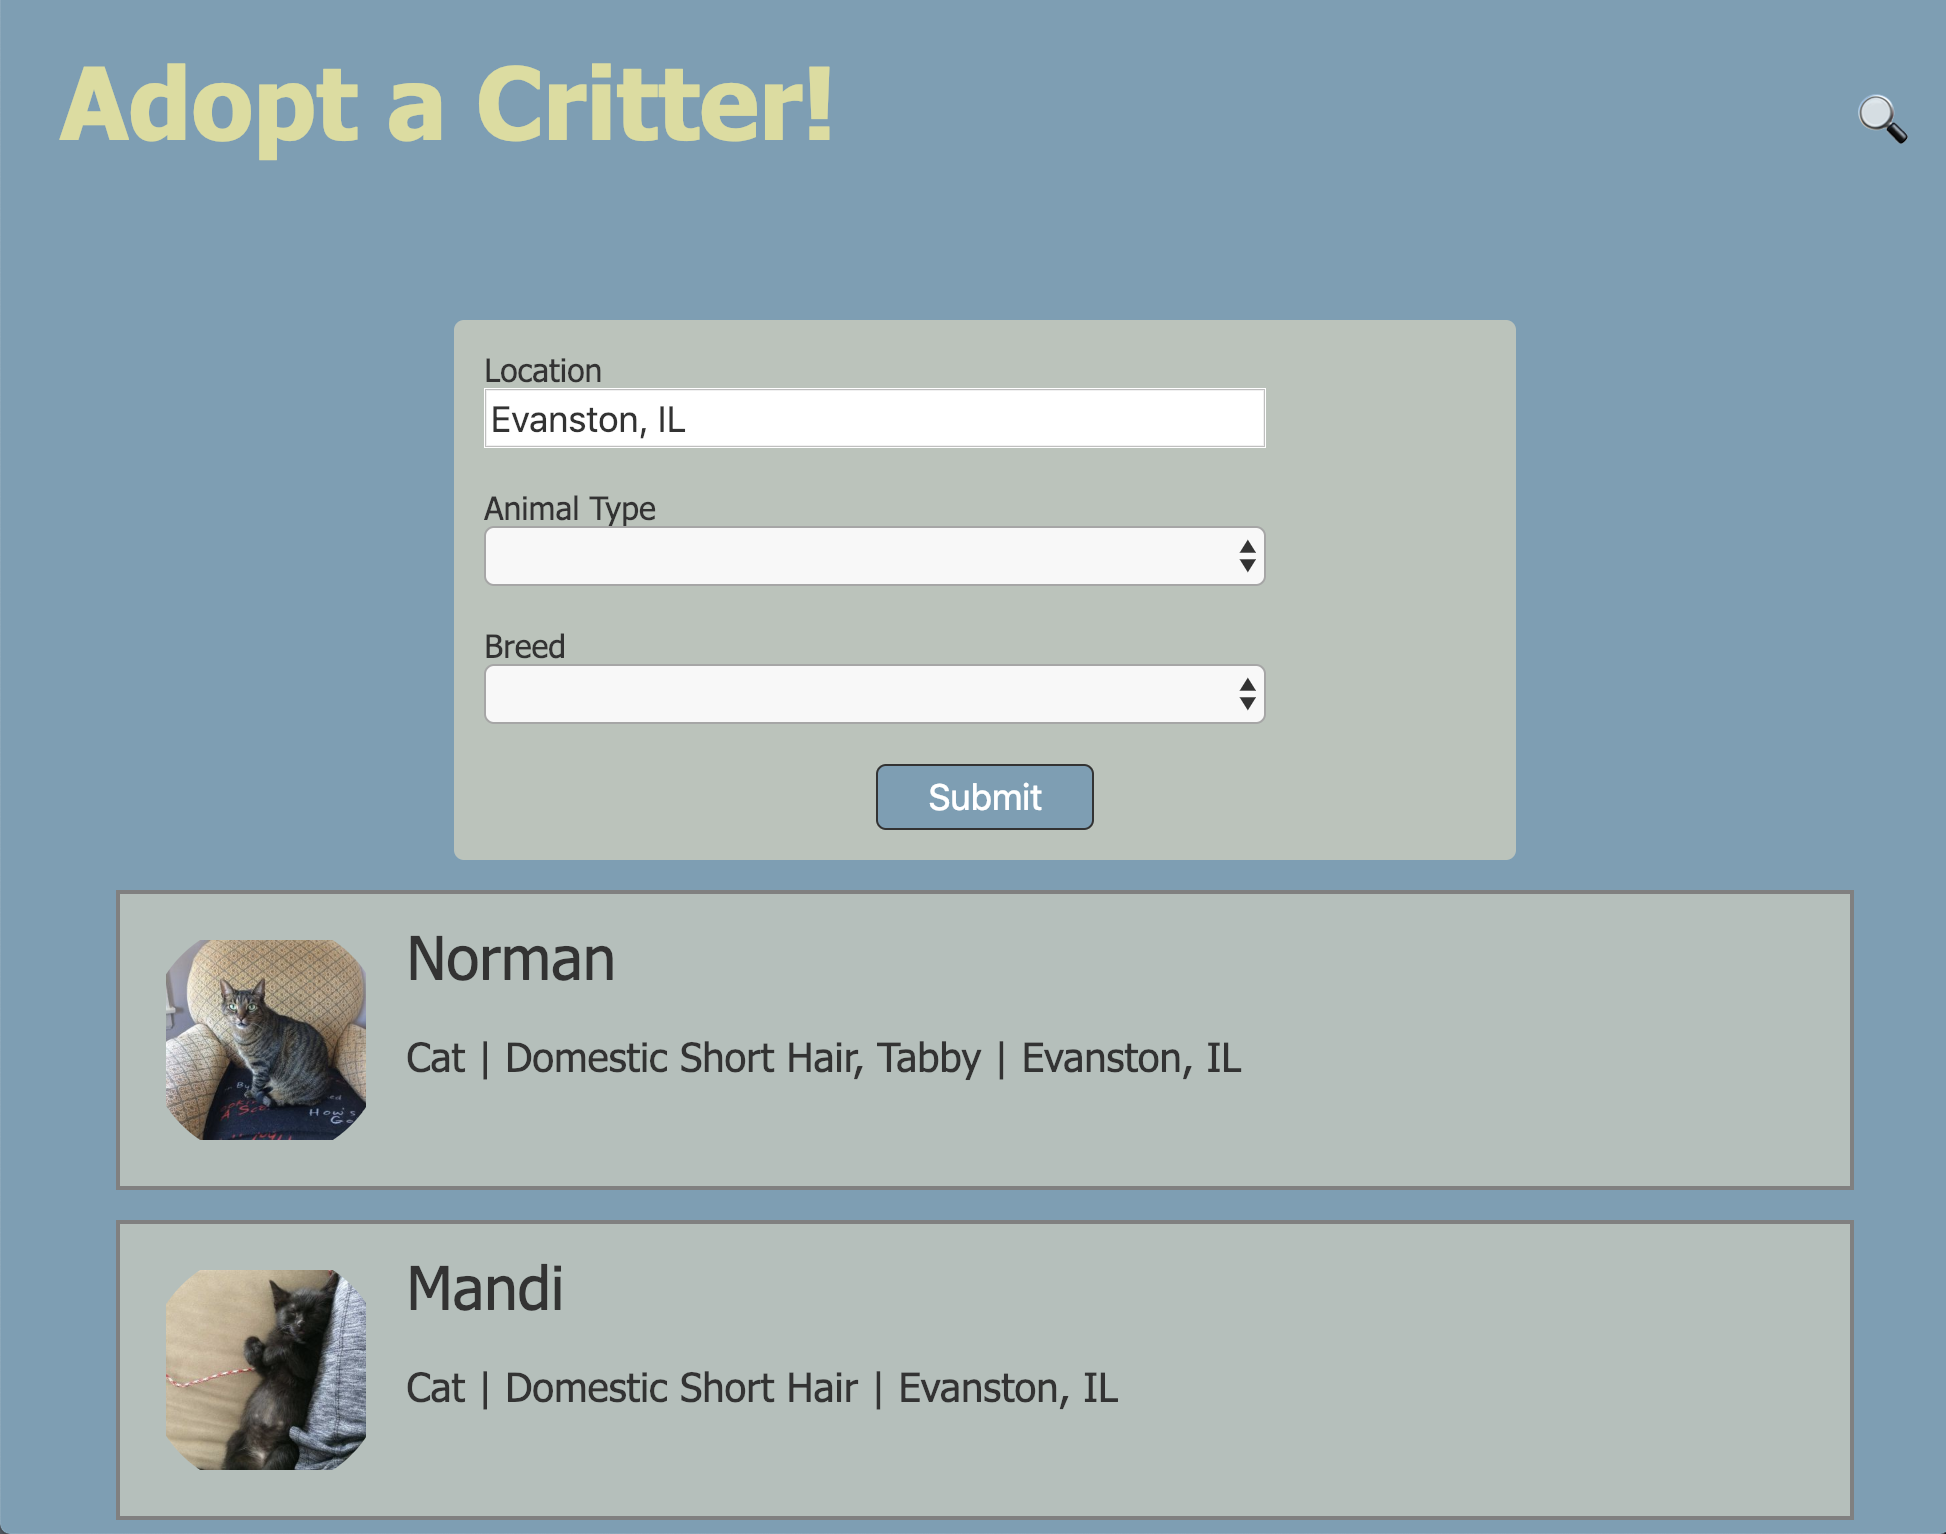 Adopt a Critter!
Location
Evanston, IL
Animal Type
Breed
Submit
Norman
Cat | Domestic Short Hair, Tabby | Evanston, IL
How's
Mandi
Cat | Domestic Short Hair | Evanston, IL